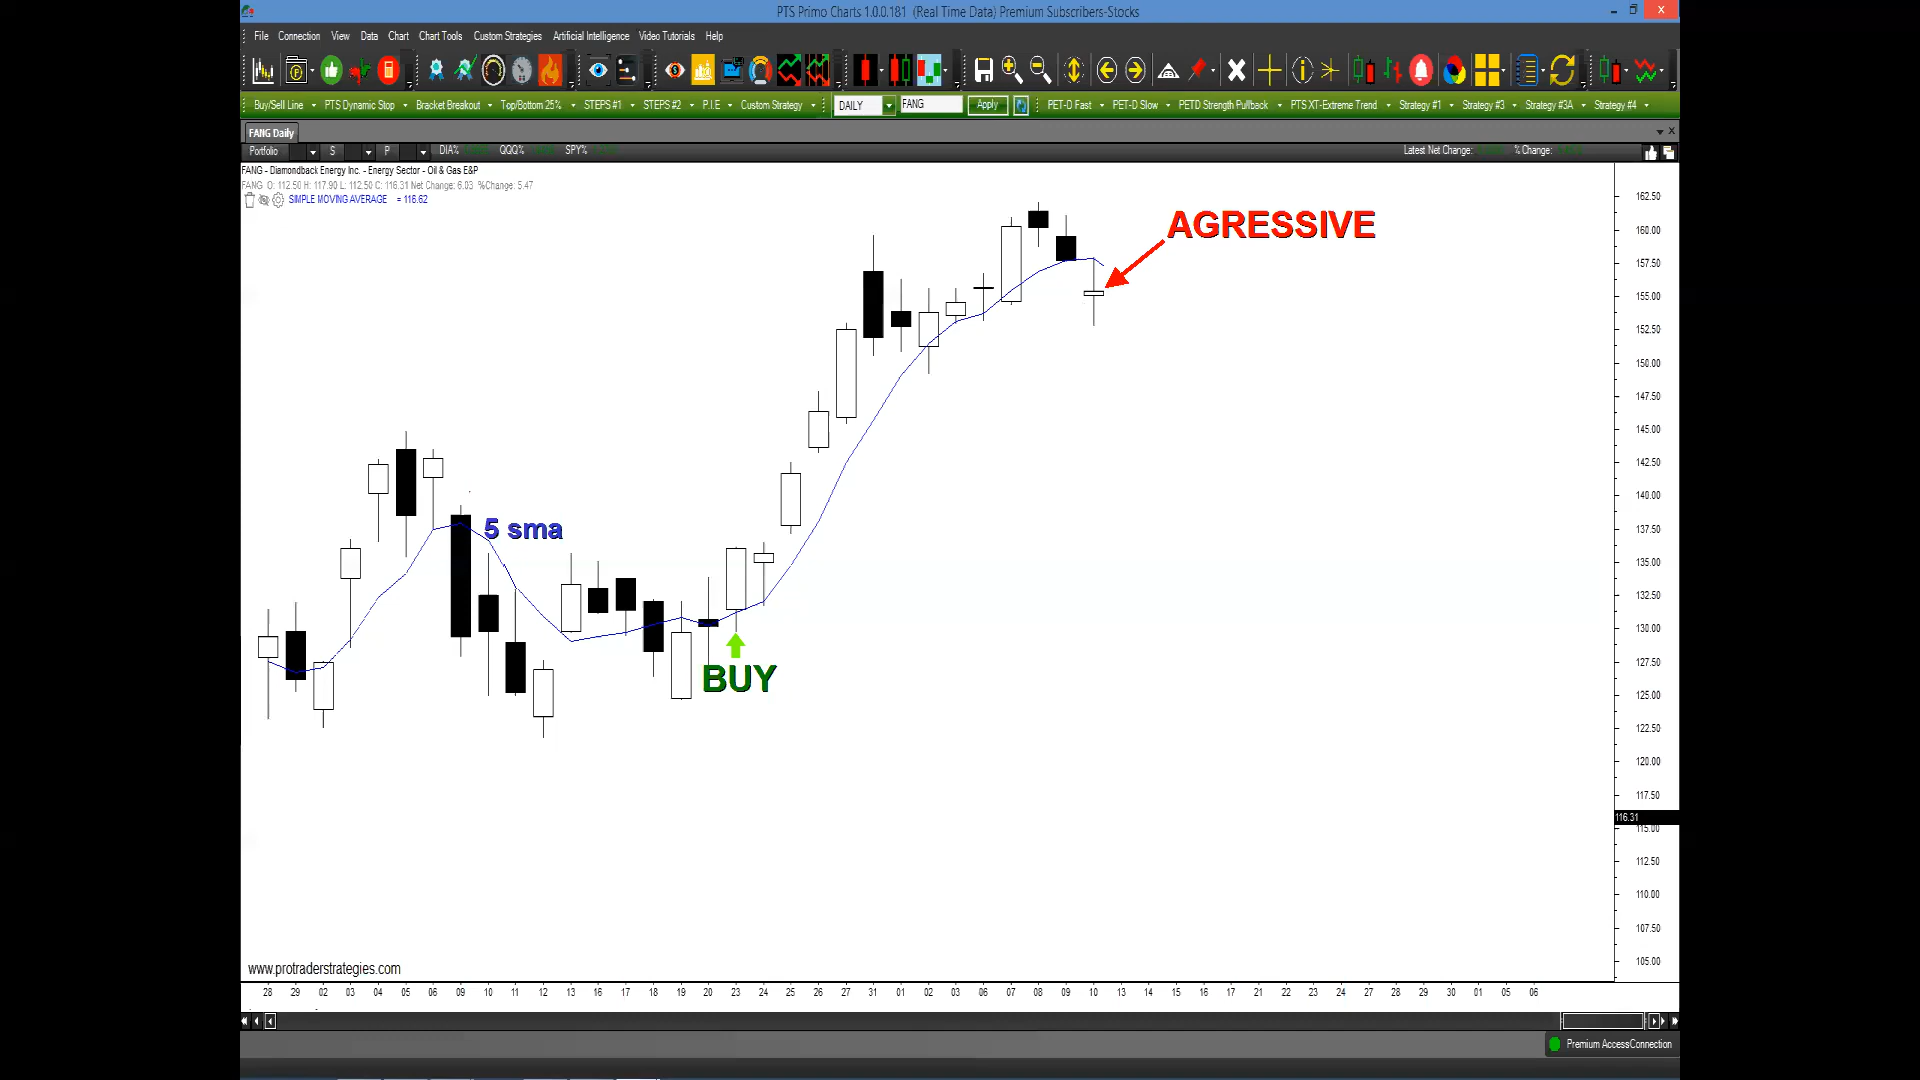 PTS Primo Charts 1.0.0.181 (Real Time Data) Premium Subscribers-Stocks
File Connection View Data Chart Chart Tools Custom Strategies Artificial Intelligence Video Tutorials Help
Buy/Sell Line PTS Dynamic Stop Bracket Breakout Top/Bottom 25% STEPS #1 STEPS #2 P.I.E Custom Strategy DAILY FANG Apply PET-D Fast PET-D Slow PETD Strength Pullback PTS XT-Extreme Trend Strategy #1 Strategy #3 Strategy #3A Strategy #4
FANG Daily
Portfolio S P DIA% QQQ% SPY% Latest Net Change: % Change:
FANG - Diamondback Energy Inc. - Energy Sector - Oil & Gas E&P
FANG O: 112.50 H: 117.90 L: 112.50 C: 116.31 Net Change: 6.03 %Change: 5.47
SIMPLE MOVING AVERAGE = 116.62
AGRESSIVE
5 sma
BUY
162.50
160.00
157.50
155.00
152.50
150.00
147.50
145.00
142.50
140.00
137.50
135.00
132.50
130.00
127.50
125.00
122.50
120.00
117.50
116.31
115.00
112.50
110.00
107.50
105.00
www.protraderstrategies.com
28 29 02 03 04 05 06 09 10 11 12 13 16 17 18 19 20 23 24 25 26 27 31 01 02 03 06 07 08 09 10 13 14 15 16 17 21 22 23 24 27 28 29 30 01 05 06
Premium AccessConnection